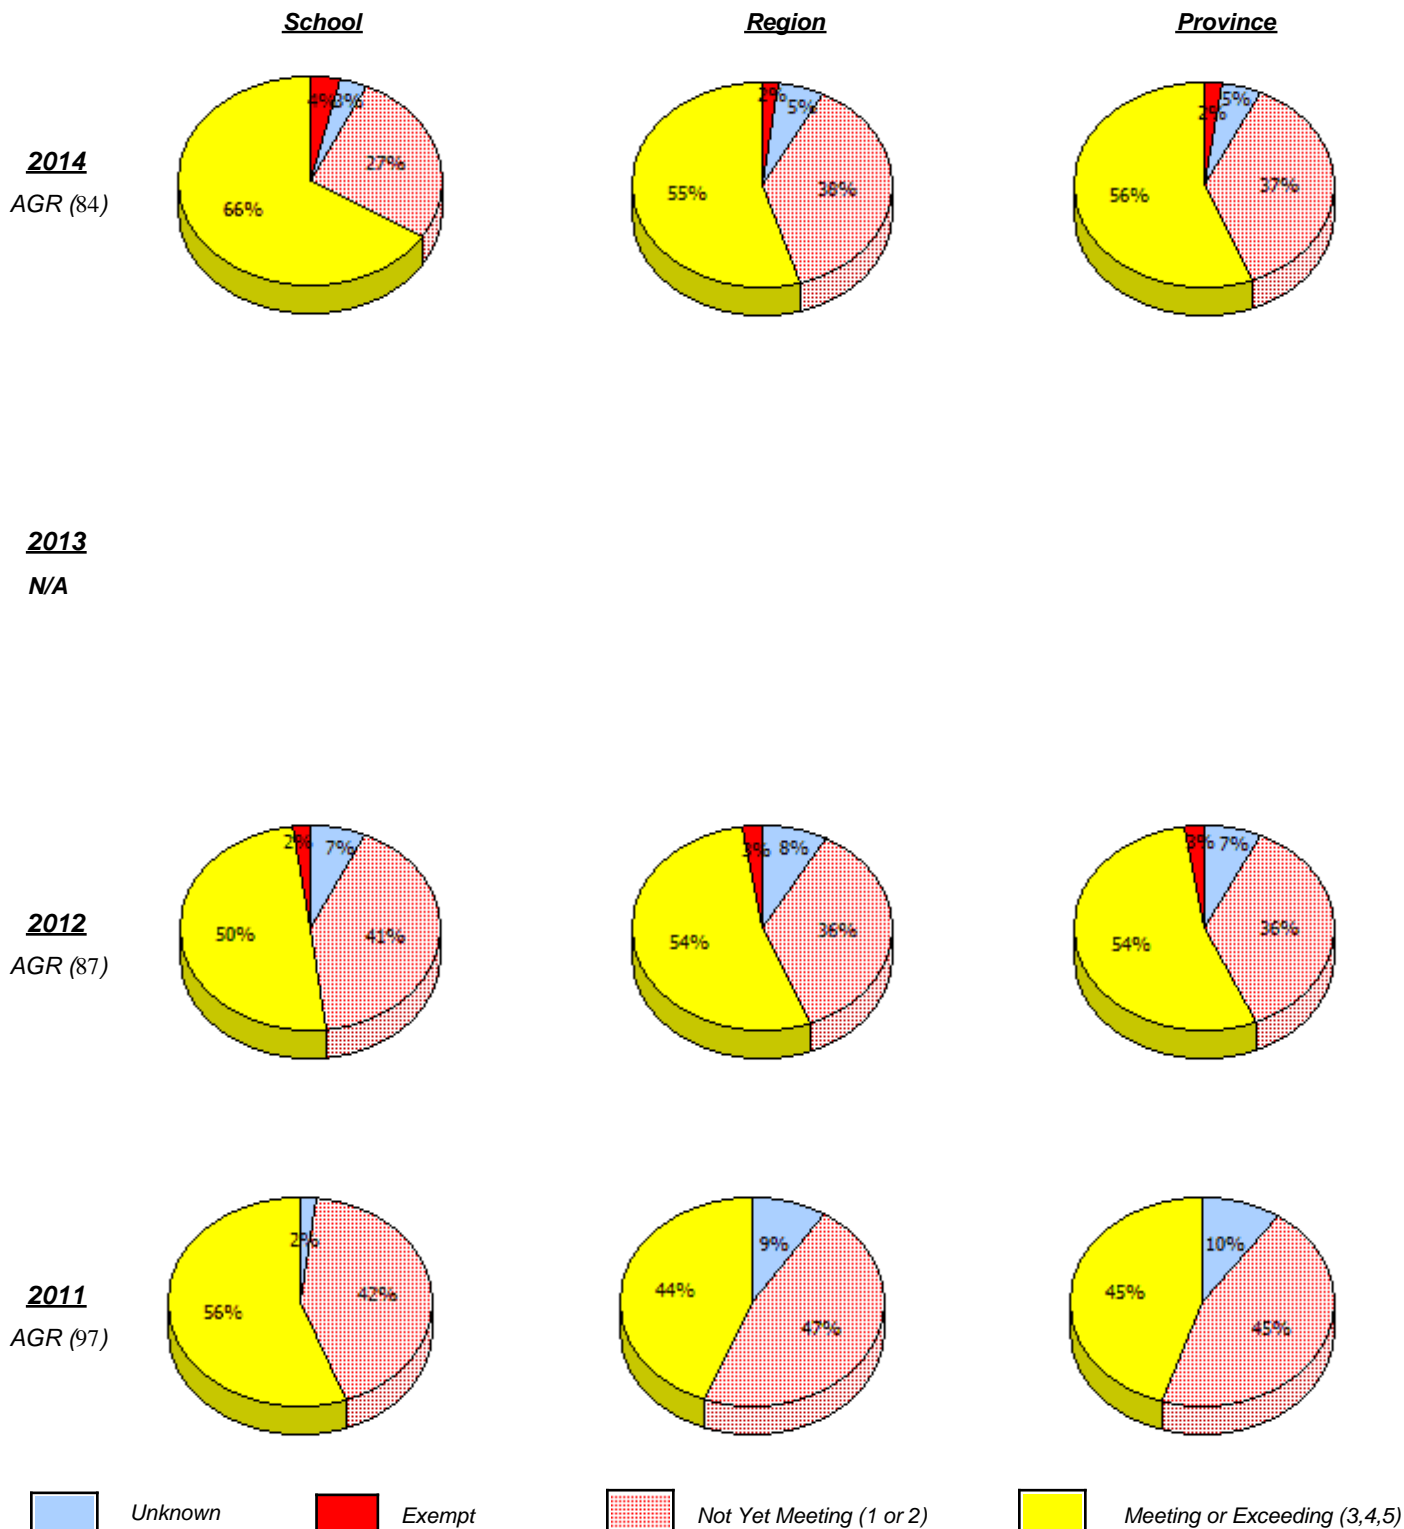 School Region Province
4% 3% 27% 66%
2% 5% 38% 55%
2% 5% 37% 56%
2014
AGR (84)
2013
N/A
2% 7% 41% 50%
3% 8% 36% 54%
3% 7% 36% 54%
2012
AGR (87)
2% 42% 56%
9% 47% 44%
10% 45% 45%
2011
AGR (97)
Unknown Exempt Not Yet Meeting (1 or 2) Meeting or Exceeding (3,4,5)